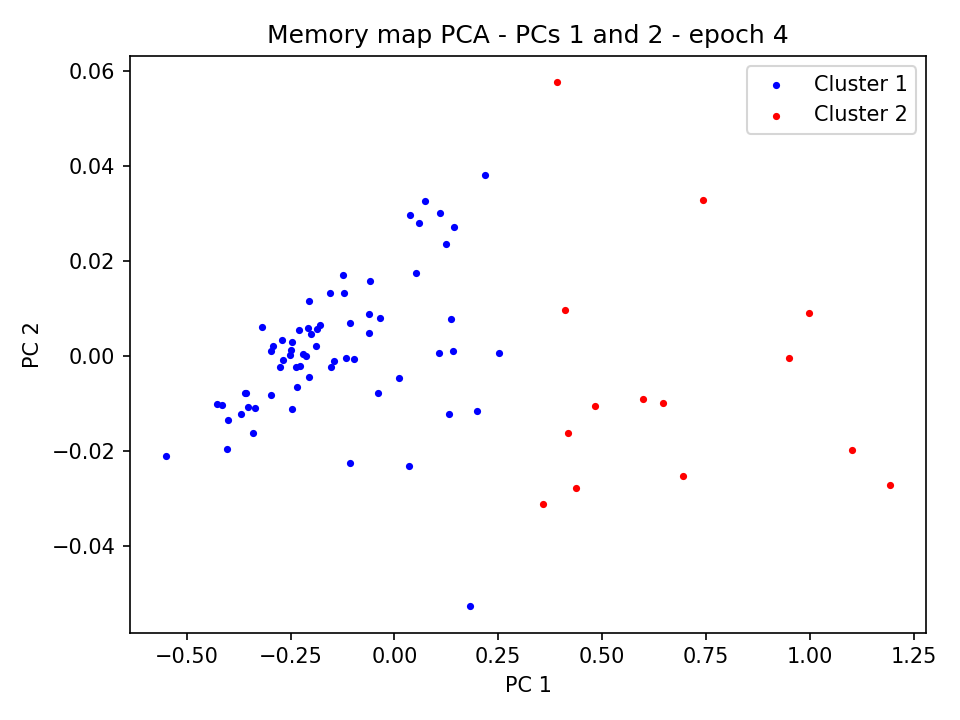 Memory map PCA - PCs 1 and 2 - epoch 4
Cluster 1
Cluster 2
0.06
0.04
0.02
0.00
−0.02
−0.04
PC 2
−0.50
−0.25
0.00
0.25
0.50
0.75
1.00
1.25
PC 1